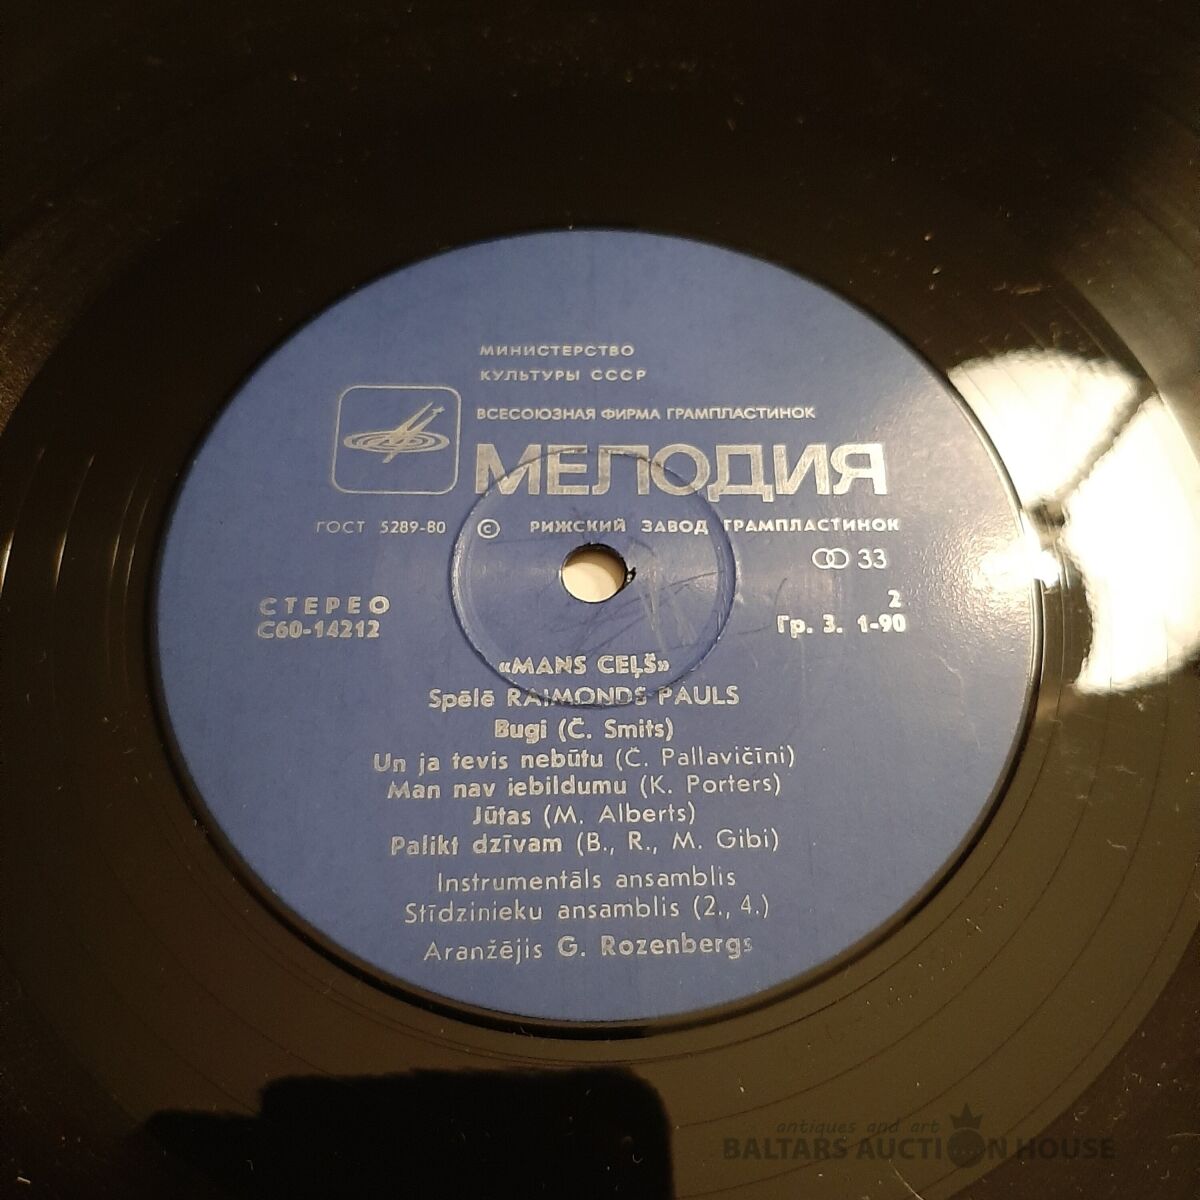 МИНИСТЕРСТВО
КУЛЬТУРЫ СССР
ВСЕСОЮЗНАЯ ФИРМА ГРАМПЛАСТИНОК
МЕЛОДИЯ
ГОСТ 5289-80 © РИЖСКИЙ ЗАВОД ГРАМПЛАСТИНОК
33
СТЕРЕО 2
С60-14212 Гр. 3. 1-90
«MANS CEĻŠ»
Spēlē RAIMONDS PAULS
Bugi (Č. Smits)
Un ja tevis nebūtu (Č. Pallavičīni)
Man nav iebildumu (K. Porters)
Jūtas (M. Alberts)
Palikt dzīvam (B., R., M. Gibi)
Instrumentāls ansamblis
Stīdzinieku ansamblis (2., 4.)
Aranžējis G. Rozenbergs
antiques and art
BALTARS AUCTION HOUSE